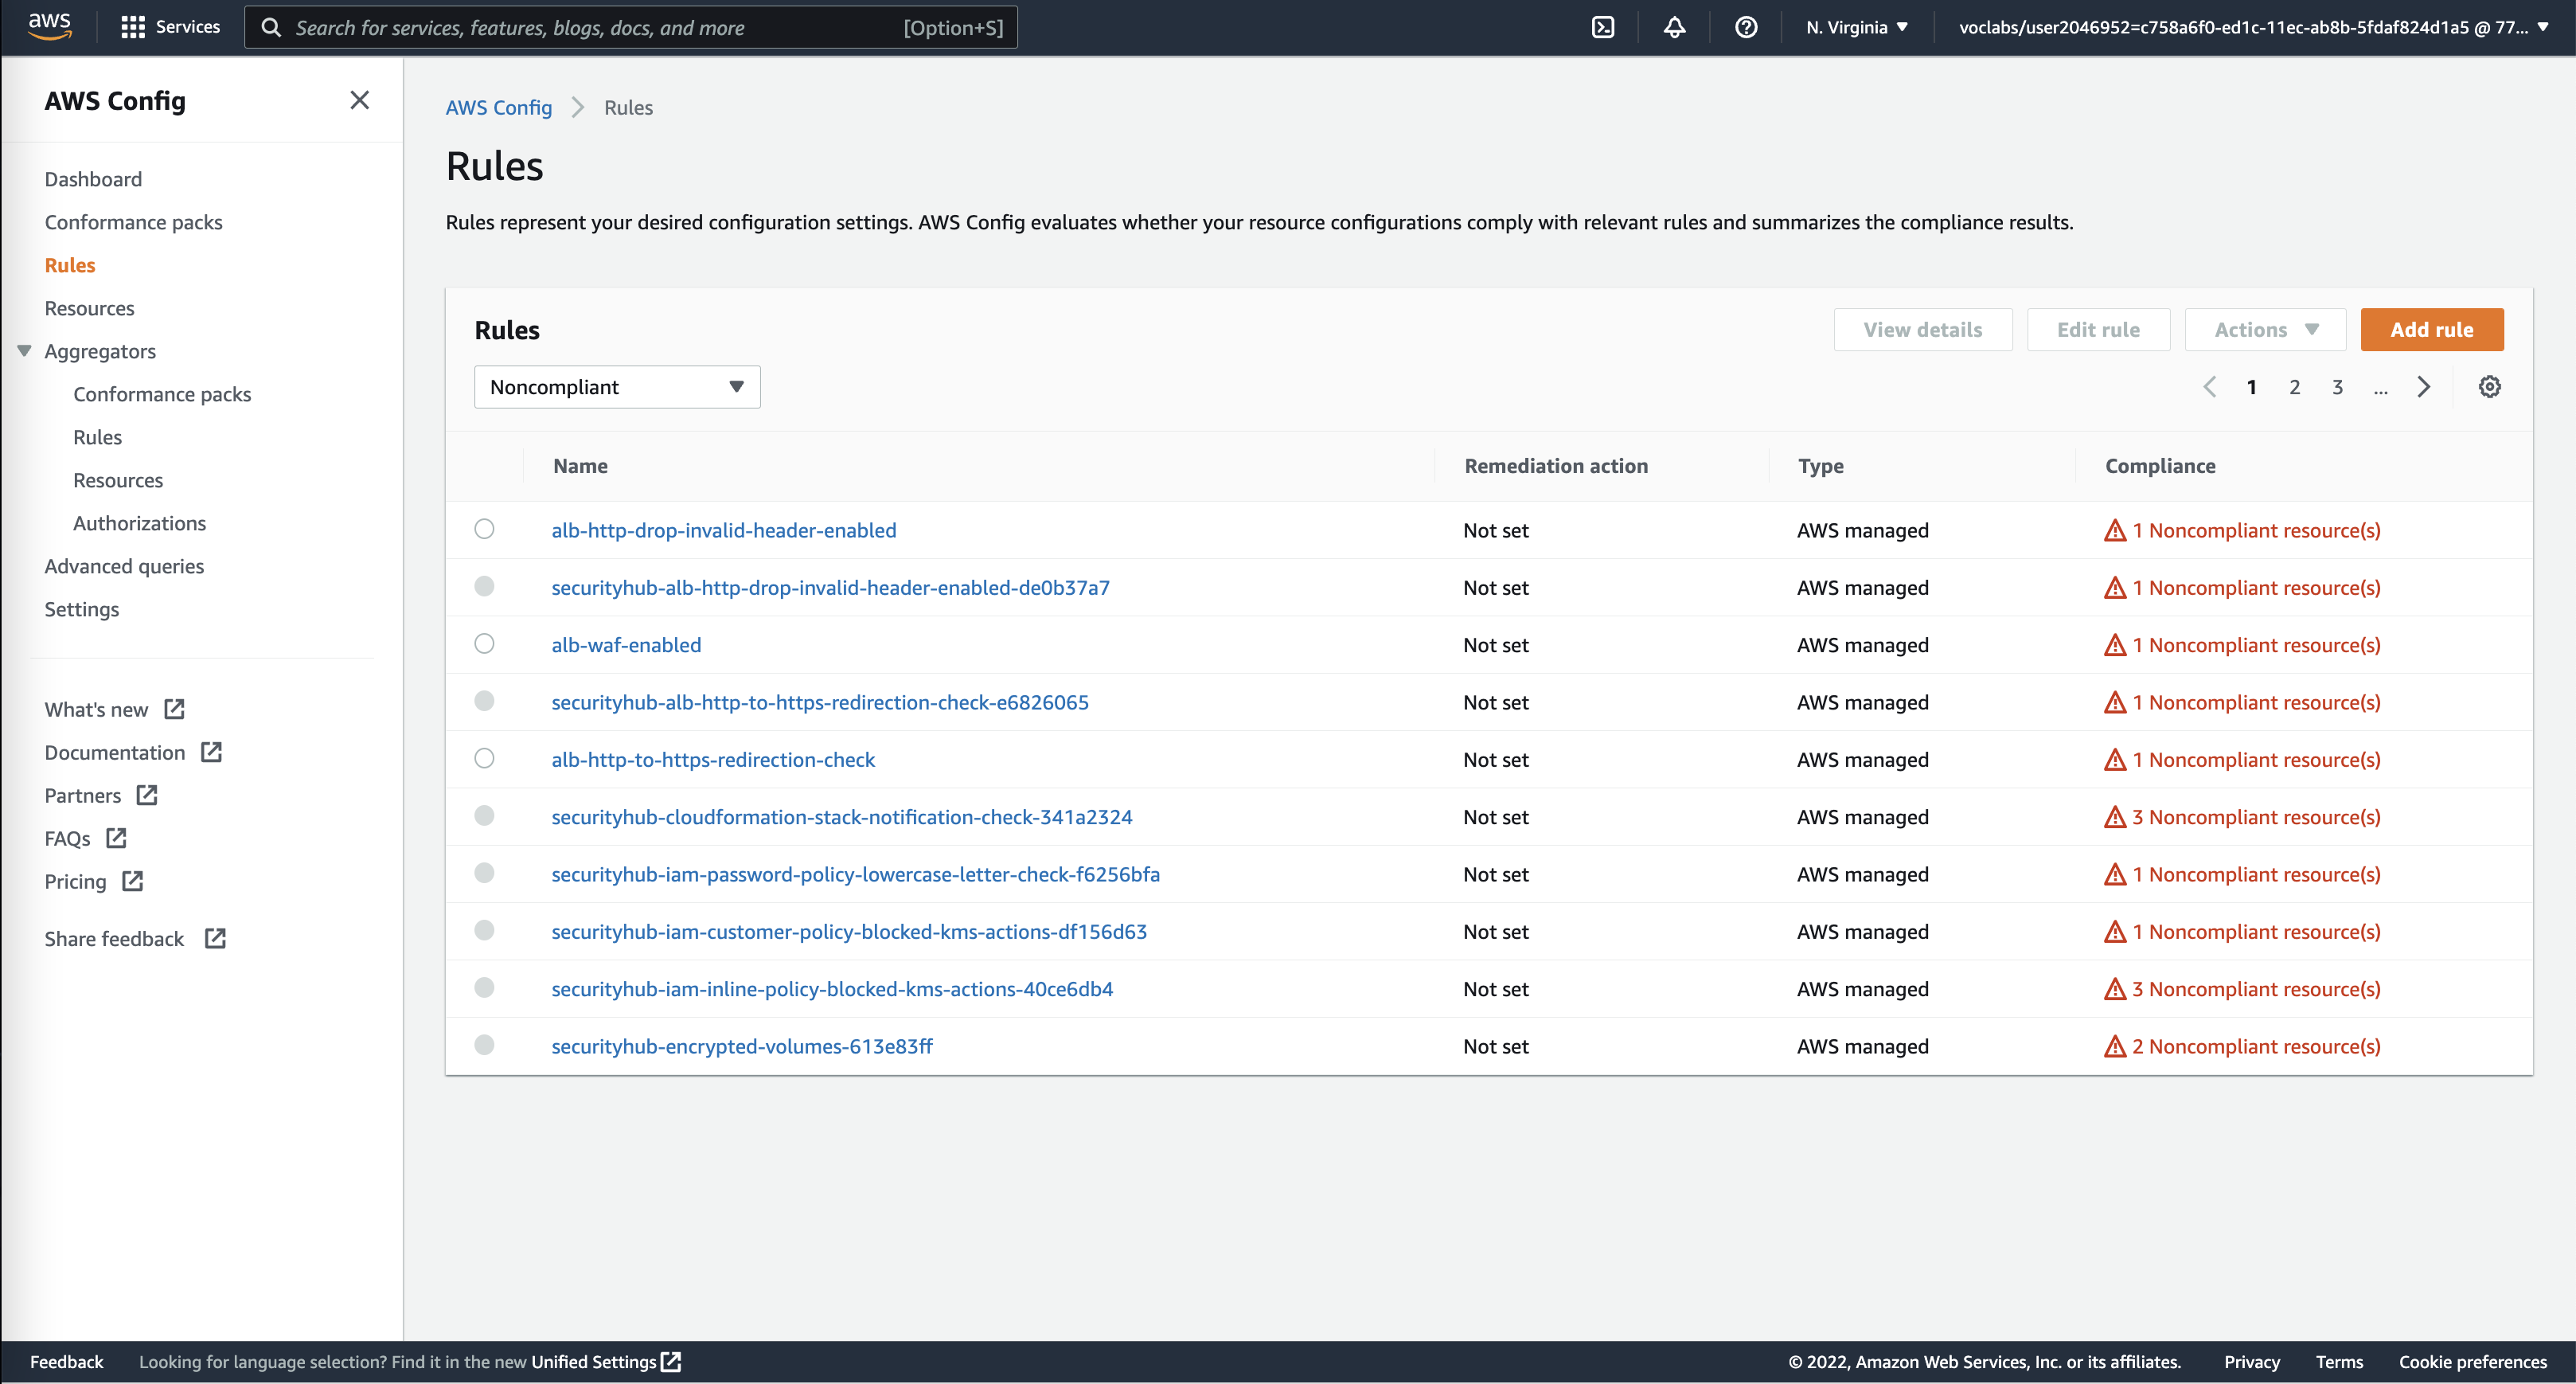 aws
Services
Search for services, features, blogs, docs, and more [Option+S]
N. Virginia
voclabs/user2046952=c758a6f0-ed1c-11ec-ab8b-5fdaf824d1a5 @ 77...
AWS Config
Dashboard
Conformance packs
Rules
Resources
Aggregators
Conformance packs
Rules
Resources
Authorizations
Advanced queries
Settings
What's new
Documentation
Partners
FAQs
Pricing
Share feedback
AWS Config Rules
Rules
Rules represent your desired configuration settings. AWS Config evaluates whether your resource configurations comply with relevant rules and summarizes the compliance results.
Rules
View details Edit rule Actions Add rule
Noncompliant
1 2 3 ...
Name Remediation action Type Compliance
alb-http-drop-invalid-header-enabled Not set AWS managed 1 Noncompliant resource(s)
securityhub-alb-http-drop-invalid-header-enabled-de0b37a7 Not set AWS managed 1 Noncompliant resource(s)
alb-waf-enabled Not set AWS managed 1 Noncompliant resource(s)
securityhub-alb-http-to-https-redirection-check-e6826065 Not set AWS managed 1 Noncompliant resource(s)
alb-http-to-https-redirection-check Not set AWS managed 1 Noncompliant resource(s)
securityhub-cloudformation-stack-notification-check-341a2324 Not set AWS managed 3 Noncompliant resource(s)
securityhub-iam-password-policy-lowercase-letter-check-f6256bfa Not set AWS managed 1 Noncompliant resource(s)
securityhub-iam-customer-policy-blocked-kms-actions-df156d63 Not set AWS managed 1 Noncompliant resource(s)
securityhub-iam-inline-policy-blocked-kms-actions-40ce6db4 Not set AWS managed 3 Noncompliant resource(s)
securityhub-encrypted-volumes-613e83ff Not set AWS managed 2 Noncompliant resource(s)
Feedback Looking for language selection? Find it in the new Unified Settings
© 2022, Amazon Web Services, Inc. or its affiliates. Privacy Terms Cookie preferences